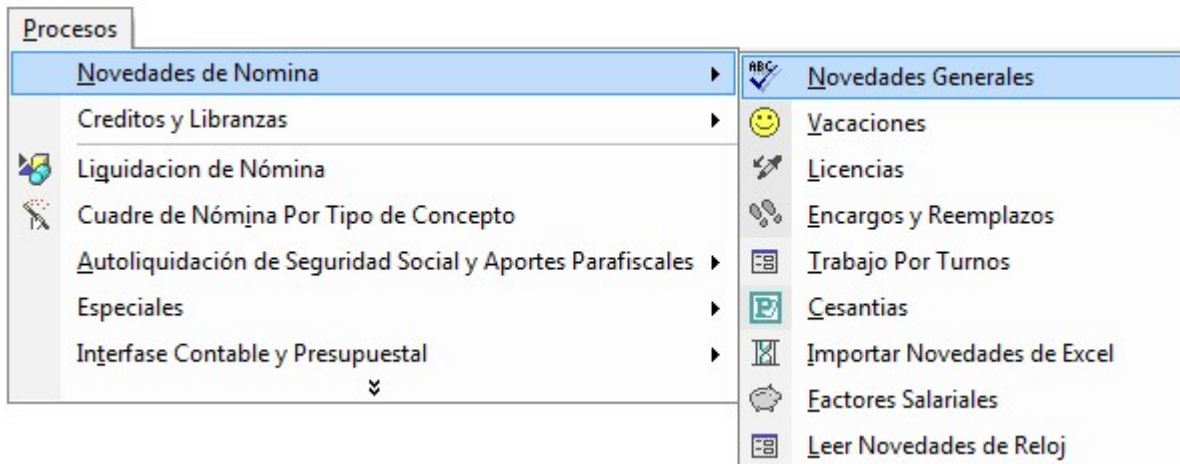 Procesos
Novedades de Nomina
Creditos y Libranzas
Liquidacion de Nómina
Cuadre de Nómina Por Tipo de Concepto
Autoliquidación de Seguridad Social y Aportes Parafiscales
Especiales
Interfase Contable y Presupuestal
ABC
Novedades Generales
Vacaciones
Licencias
Encargos y Reemplazos
Trabajo Por Turnos
Cesantias
Importar Novedades de Excel
Factores Salariales
Leer Novedades de Reloj